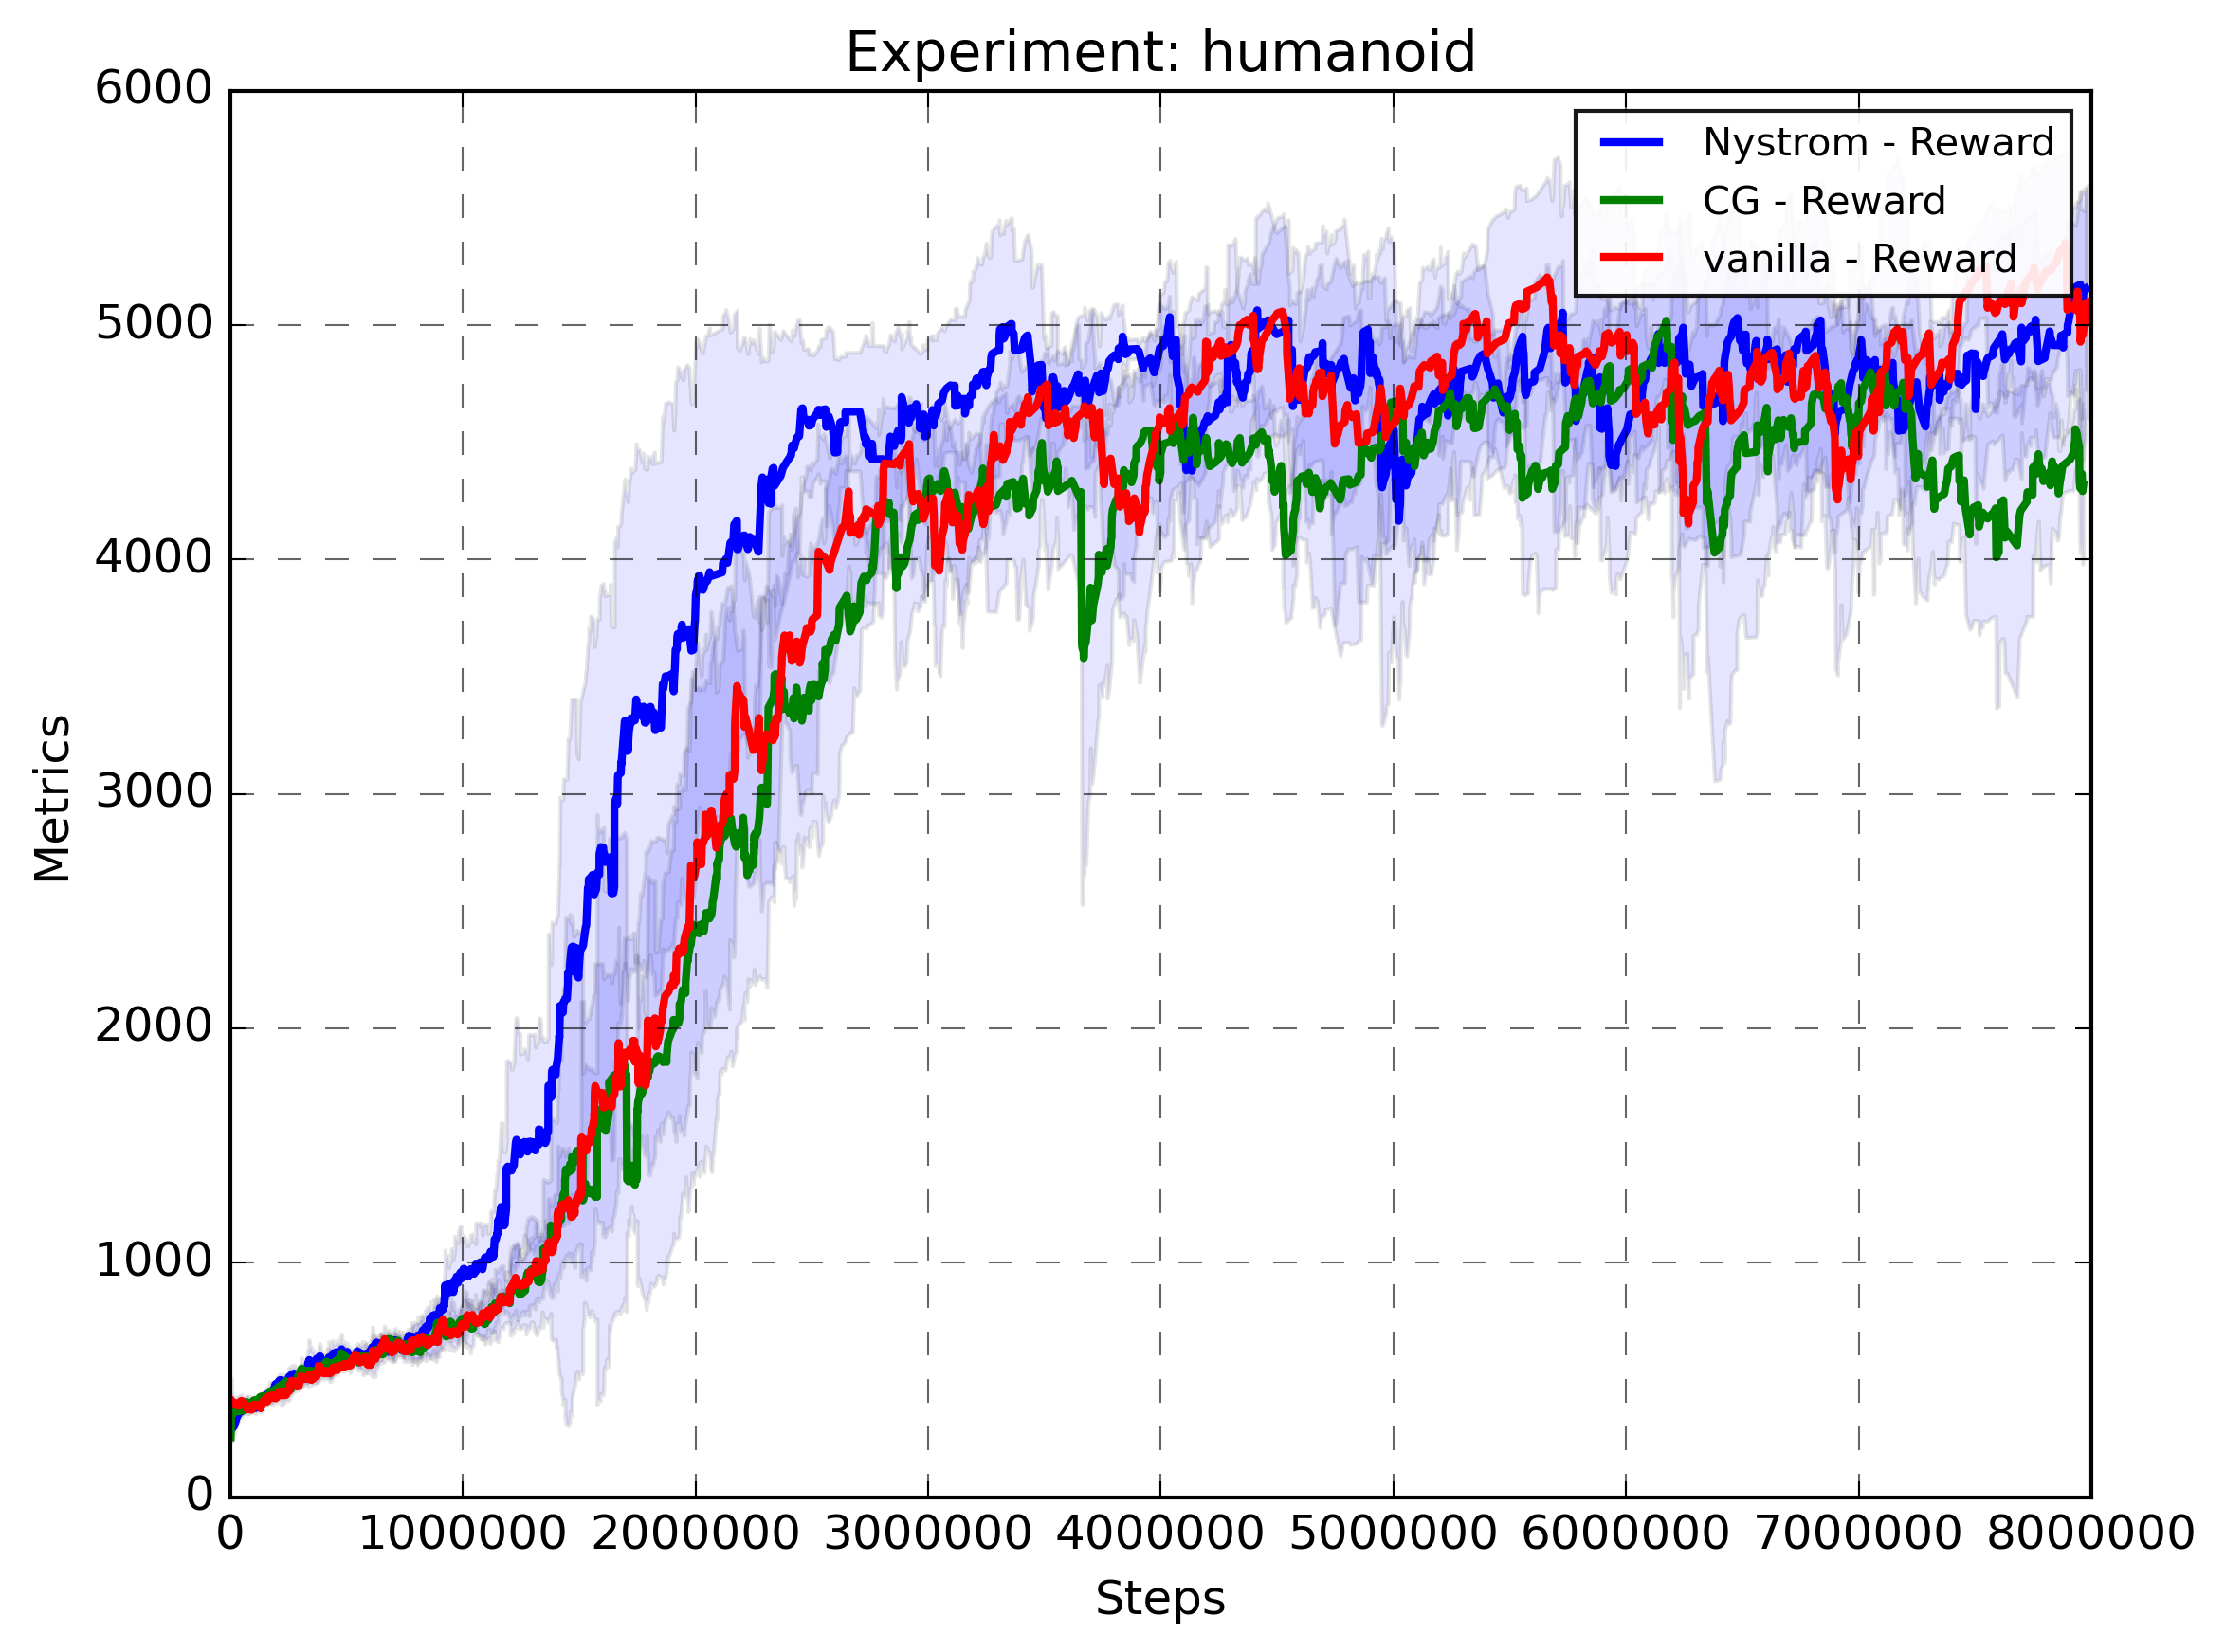 Experiment: humanoid
6000
5000
4000
3000
2000
1000
0
Metrics
Nystrom - Reward
CG - Reward
vanilla - Reward
0 1000000 2000000 3000000 4000000 5000000 6000000 7000000 8000000
Steps